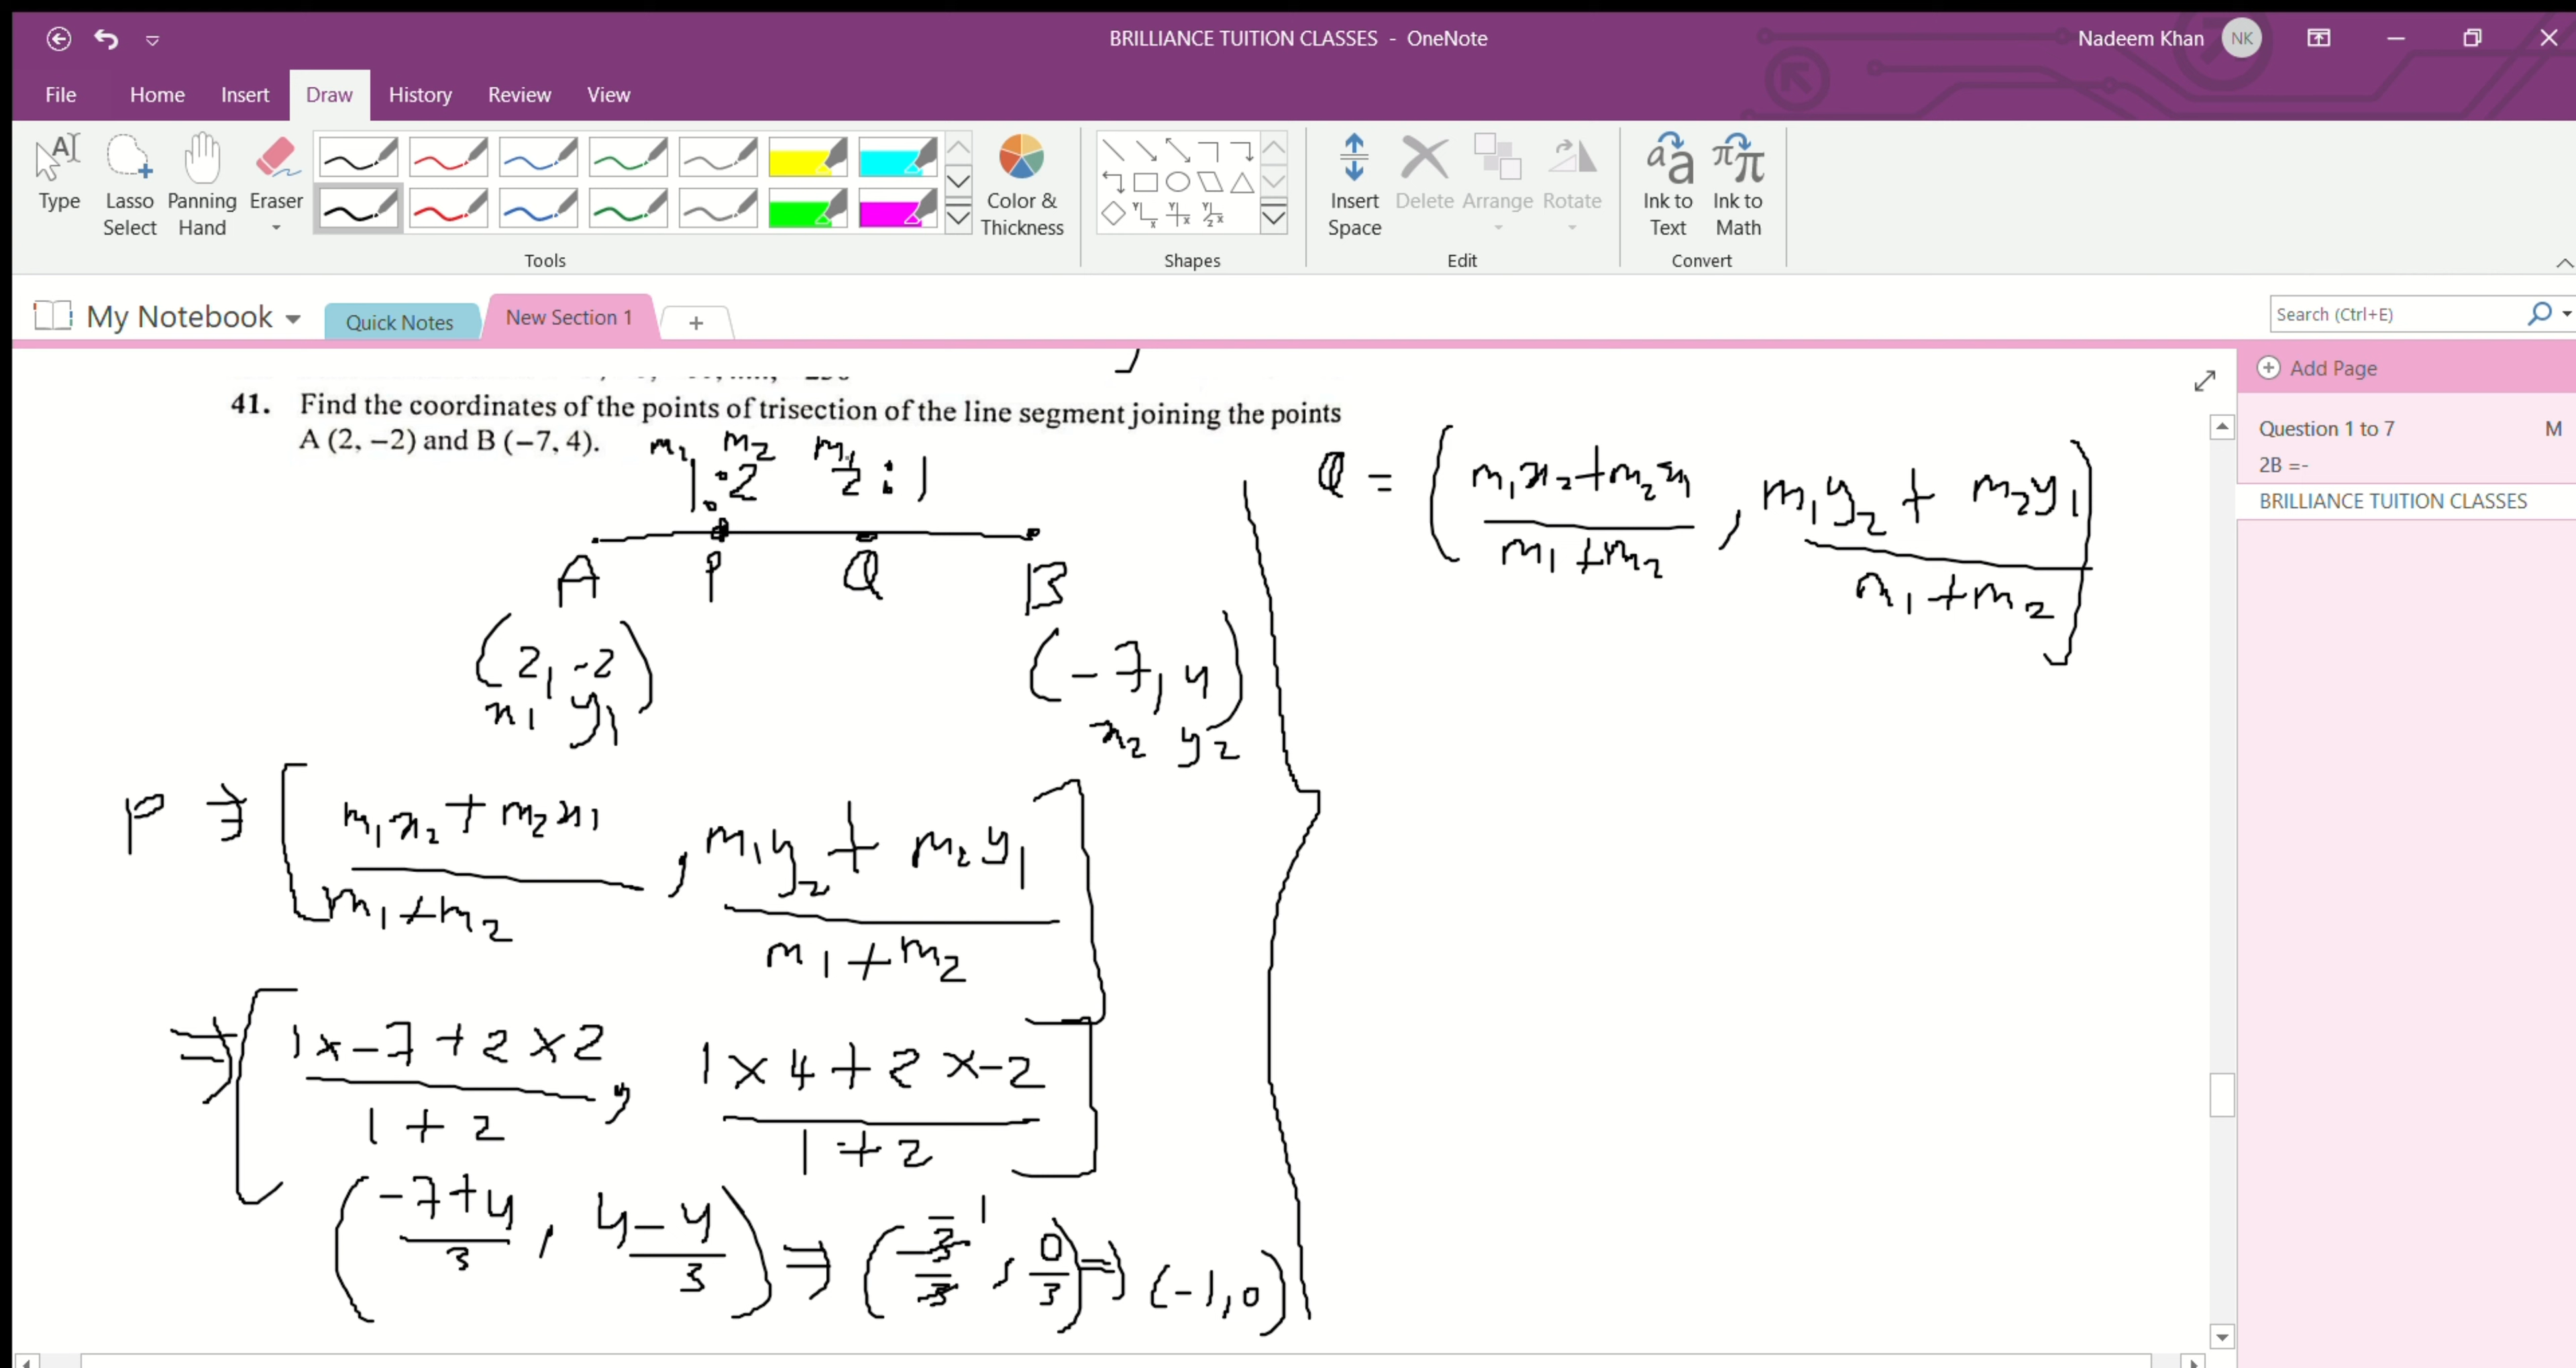 BRILLIANCE TUITION CLASSES - OneNote
Nadeem Khan NK
File Home Insert Draw History Review View
Type
Lasso Select
Panning Hand
Eraser
Color & Thickness
Insert Space
Delete
Arrange
Rotate
Ink to Text
Ink to Math
Tools
Shapes
Edit
Convert
My Notebook
Quick Notes
New Section 1
+
Search (Ctrl+E)
Add Page
Question 1 to 7 M
2B =-
BRILLIANCE TUITION CLASSES
41. Find the coordinates of the points of trisection of the line segment joining the points
A (2, −2) and B (−7, 4).
m1 m2 m1
1:2 2:1
A P Q B
(2, -2) (-7, 4)
x1 y1 x2 y2
P ⇒ [ (m1x2 + m2x1)/(m1+m2) , (m1y2 + m2y1)/(m1+m2) ]
⇒ [ (1x-7+2x2)/(1+2) , (1x4+2x-2)/(1+2) ]
( (-7+4)/3 , (4-4)/3 ) ⇒ ( -3/3 , 0/3 ) ⇒ (-1, 0)
Q = ( (m1x2+m2x1)/(m1+m2) , (m1y2 + m2y1)/(m1+m2) )